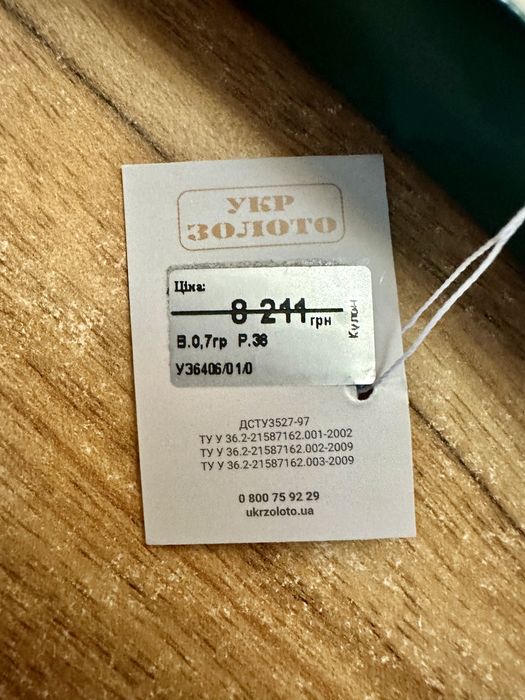 УКР
ЗОЛОТО
Ціна:
8 211 грн
Кулон
В.0,7гр Р.38
УЭ6406/01/0
ДСТУ3527-97
ТУ У 36.2-21587162.001-2002
ТУ У 36.2-21587162.002-2009
ТУ У 36.2-21587162.003-2009
0 800 75 92 29
ukrzoloto.ua